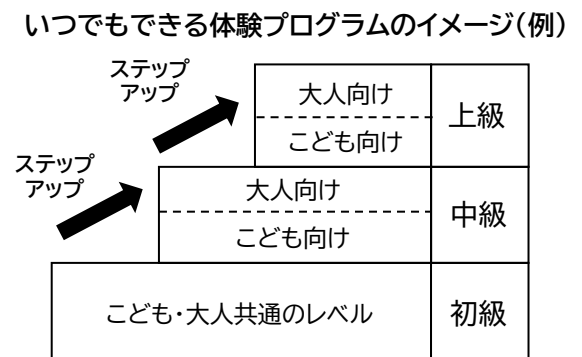 いつでもできる体験プログラムのイメージ(例)
ステップ
アップ
大人向け
こども向け
上級
ステップ
アップ
大人向け
こども向け
中級
こども・大人共通のレベル
初級